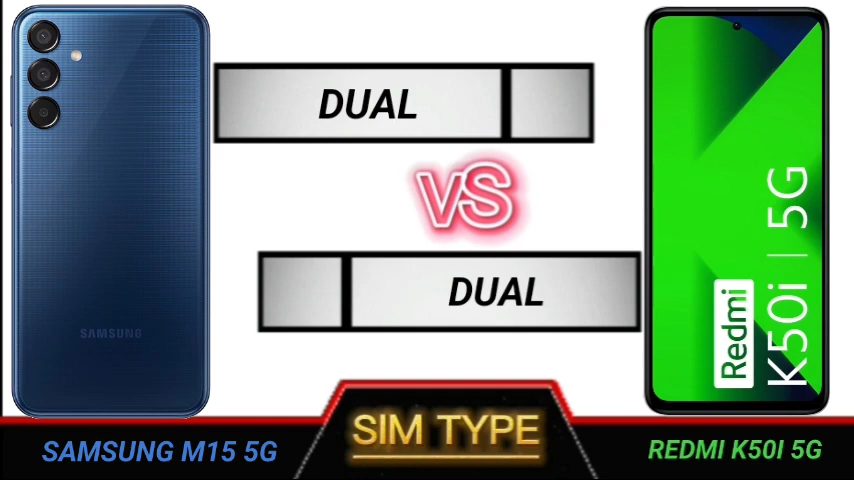 DUAL
VS
DUAL
SAMSUNG
Redmi
K50i | 5G
SIM TYPE
SAMSUNG M15 5G
REDMI K50I 5G